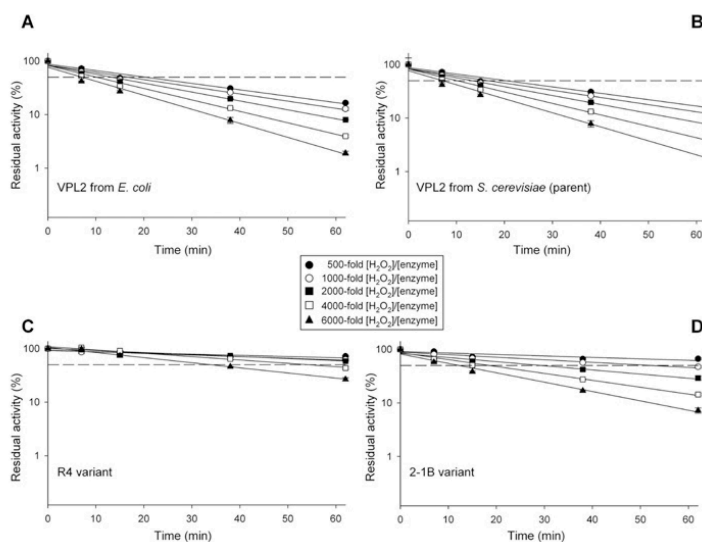 A
B
Residual activity (%)
100
10
1
VPL2 from E. coli
0 10 20 30 40 50 60
Time (min)
Residual activity (%)
100
10
1
VPL2 from S. cerevisiae (parent)
0 10 20 30 40 50 60
Time (min)
500-fold [H₂O₂]/[enzyme]
1000-fold [H₂O₂]/[enzyme]
2000-fold [H₂O₂]/[enzyme]
4000-fold [H₂O₂]/[enzyme]
6000-fold [H₂O₂]/[enzyme]
C
D
Residual activity (%)
100
10
1
R4 variant
0 10 20 30 40 50 60
Time (min)
Residual activity (%)
100
10
1
2-1B variant
0 10 20 30 40 50 60
Time (min)